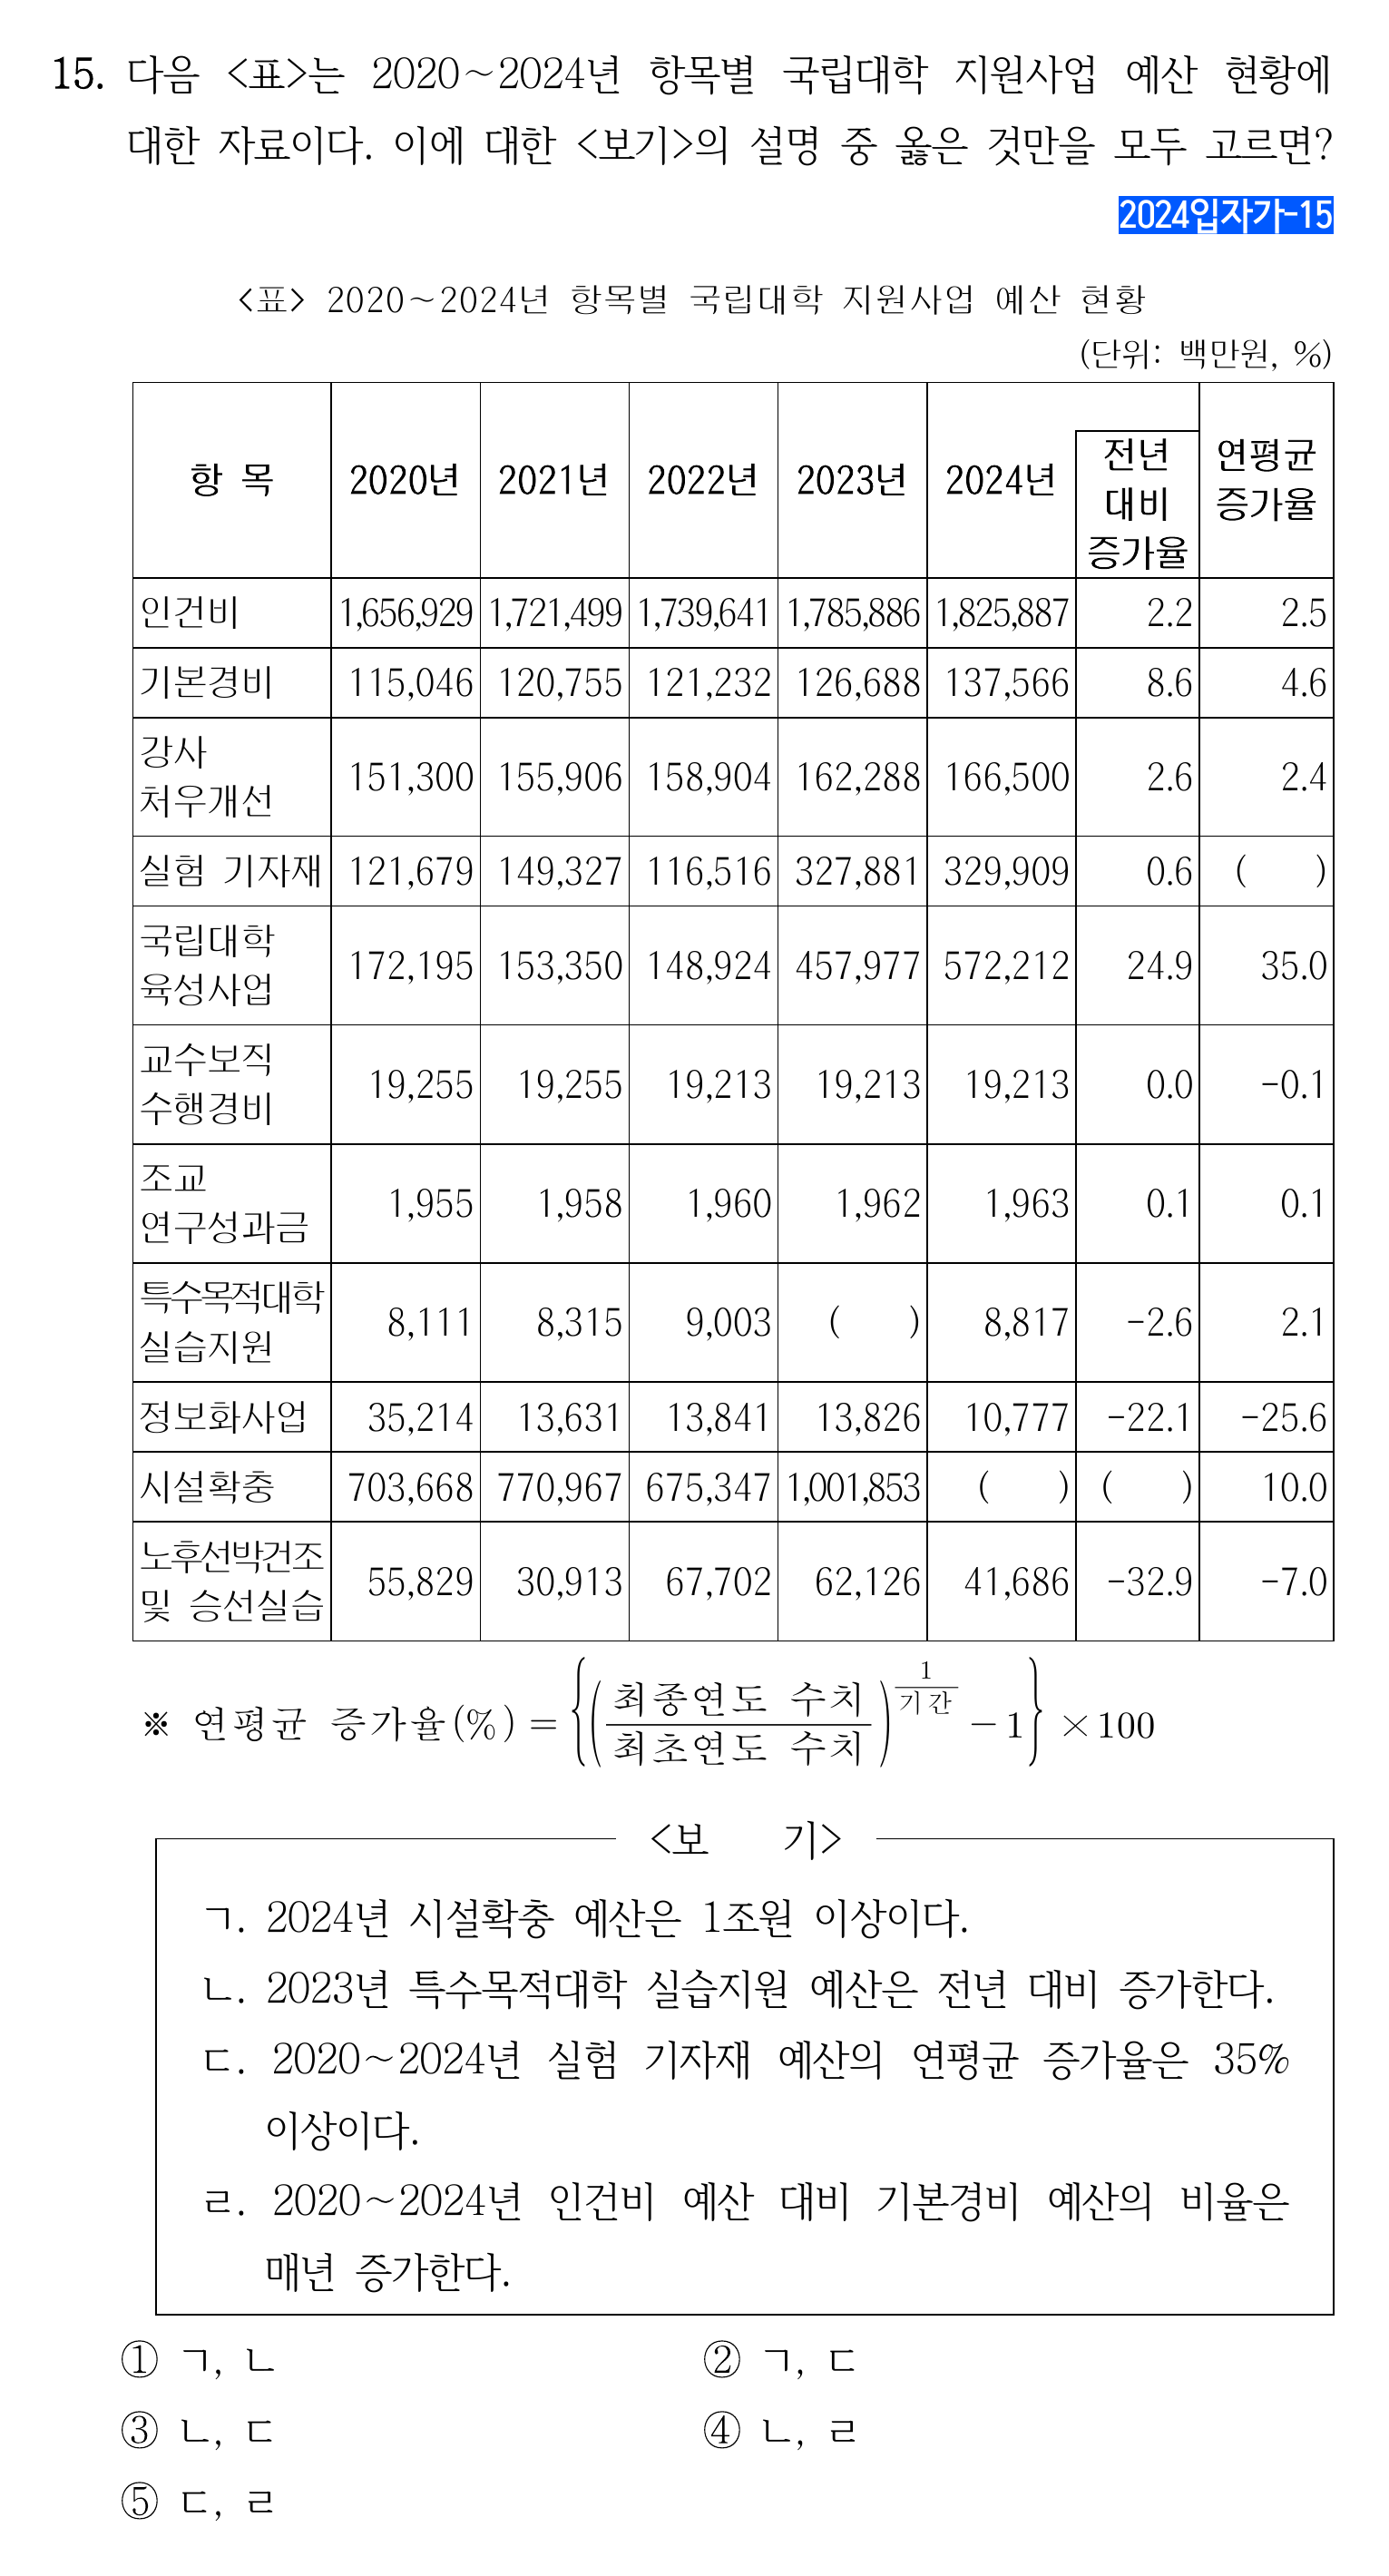 15. 다음 <표>는 2020~2024년 항목별 국립대학 지원사업 예산 현황에
대한 자료이다. 이에 대한 <보기>의 설명 중 옳은 것만을 모두 고르면?
2024입자가-15
<표> 2020~2024년 항목별 국립대학 지원사업 예산 현황
(단위: 백만원, %)
항 목 2020년 2021년 2022년 2023년 2024년 전년 대비 증가율 연평균 증가율
인건비 1,656,929 1,721,499 1,739,641 1,785,886 1,825,887 2.2 2.5
기본경비 115,046 120,755 121,232 126,688 137,566 8.6 4.6
강사 처우개선 151,300 155,906 158,904 162,288 166,500 2.6 2.4
실험 기자재 121,679 149,327 116,516 327,881 329,909 0.6 ( )
국립대학 육성사업 172,195 153,350 148,924 457,977 572,212 24.9 35.0
교수보직 수행경비 19,255 19,255 19,213 19,213 19,213 0.0 -0.1
조교 연구성과금 1,955 1,958 1,960 1,962 1,963 0.1 0.1
특수목적대학 실습지원 8,111 8,315 9,003 ( ) 8,817 -2.6 2.1
정보화사업 35,214 13,631 13,841 13,826 10,777 -22.1 -25.6
시설확충 703,668 770,967 675,347 1,001,853 ( ) ( ) 10.0
노후선박건조 및 승선실습 55,829 30,913 67,702 62,126 41,686 -32.9 -7.0
※ 연평균 증가율(%) = {(최종연도 수치/최초연도 수치)^(1/기간) - 1} ×100
<보 기>
ㄱ. 2024년 시설확충 예산은 1조원 이상이다.
ㄴ. 2023년 특수목적대학 실습지원 예산은 전년 대비 증가한다.
ㄷ. 2020~2024년 실험 기자재 예산의 연평균 증가율은 35%
이상이다.
ㄹ. 2020~2024년 인건비 예산 대비 기본경비 예산의 비율은
매년 증가한다.
① ㄱ, ㄴ ② ㄱ, ㄷ
③ ㄴ, ㄷ ④ ㄴ, ㄹ
⑤ ㄷ, ㄹ